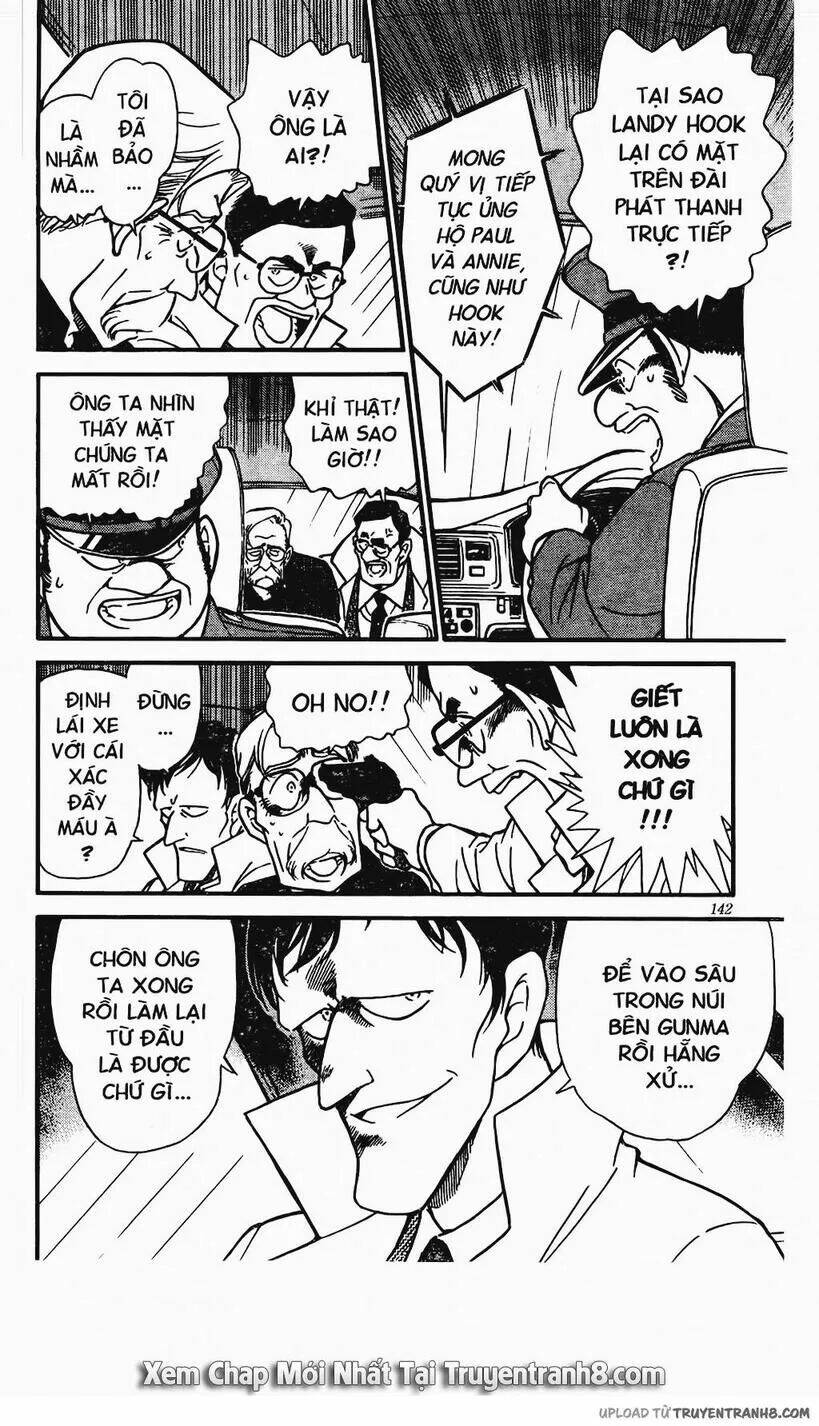 TẠI SAO
LANDY HOOK
LẠI CÓ MẶT
TRÊN ĐÀI
PHÁT THANH
TRỰC TIẾP
?!
MONG
QUÝ VỊ TIẾP
TỤC ỦNG
HỘ PAUL
VÀ ANNIE,
CŨNG NHƯ
HOOK
NÀY!
VẬY
ÔNG LÀ
AI?!
TÔI
ĐÃ
BẢO
...
LÀ
NHẦM
MÀ...
KHỈ THẬT!
LÀM SAO
GIỜ!!
ÔNG TA NHÌN
THẤY MẶT
CHÚNG TA
MẤT RỒI!
GIẾT
LUÔN LÀ
XONG
CHỨ GÌ
!!!
OH NO!!
ĐỪNG
...
ĐỊNH
LÁI XE
VỚI CÁI
XÁC
ĐẦY
MÁU À
?
142
ĐỂ VÀO SÂU
TRONG NÚI
BÊN GUNMA
RỒI HẴNG
XỬ...
CHÔN ÔNG
TA XONG
RỒI LÀM LẠI
TỪ ĐẦU
LÀ ĐƯỢC
CHỨ GÌ...
Xem Chap Mới Nhất Tại Truyentranh8.com
UPLOAD TỪ TRUYENTRANH8.COM